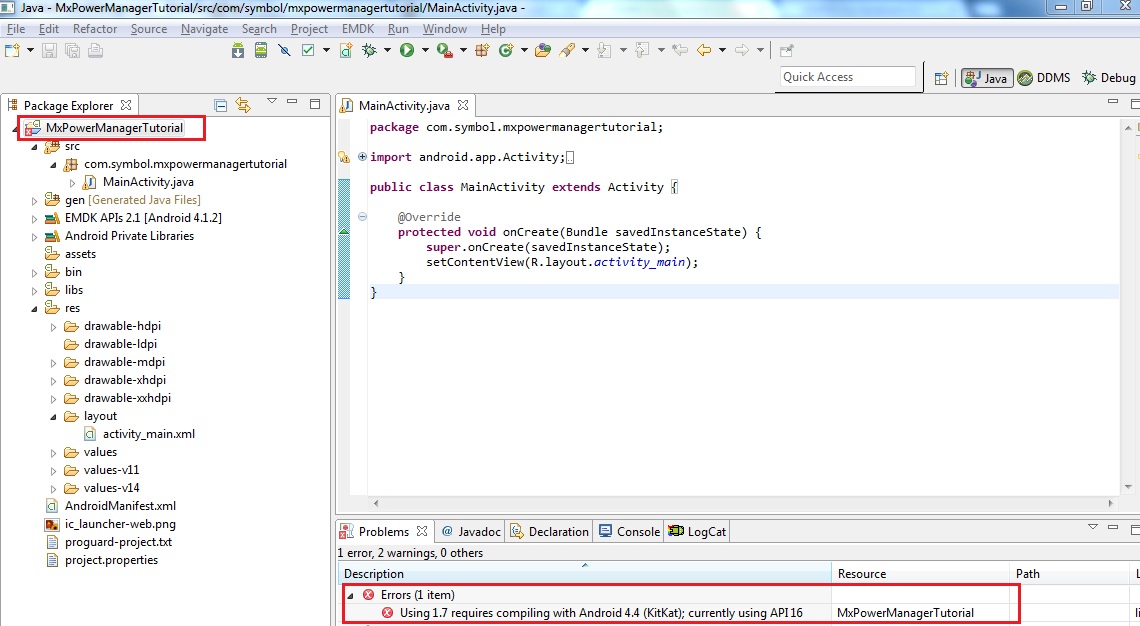 Java - MxPowerManagerTutorial/src/com/symbol/mxpowermanagertutorial/MainActivity.java -
File Edit Refactor Source Navigate Search Project EMDK Run Window Help
Quick Access
Java DDMS Debug
Package Explorer
MxPowerManagerTutorial
src
com.symbol.mxpowermanagertutorial
MainActivity.java
gen [Generated Java Files]
EMDK APIs 2.1 [Android 4.1.2]
Android Private Libraries
assets
bin
libs
res
drawable-hdpi
drawable-ldpi
drawable-mdpi
drawable-xhdpi
drawable-xxhdpi
layout
activity_main.xml
values
values-v11
values-v14
AndroidManifest.xml
ic_launcher-web.png
proguard-project.txt
project.properties
MainActivity.java
package com.symbol.mxpowermanagertutorial;
import android.app.Activity;
public class MainActivity extends Activity {
@Override
protected void onCreate(Bundle savedInstanceState) {
super.onCreate(savedInstanceState);
setContentView(R.layout.activity_main);
}
}
Problems @ Javadoc Declaration Console LogCat
1 error, 2 warnings, 0 others
Description Resource Path L
Errors (1 item)
Using 1.7 requires compiling with Android 4.4 (KitKat); currently using API 16 MxPowerManagerTutorial li